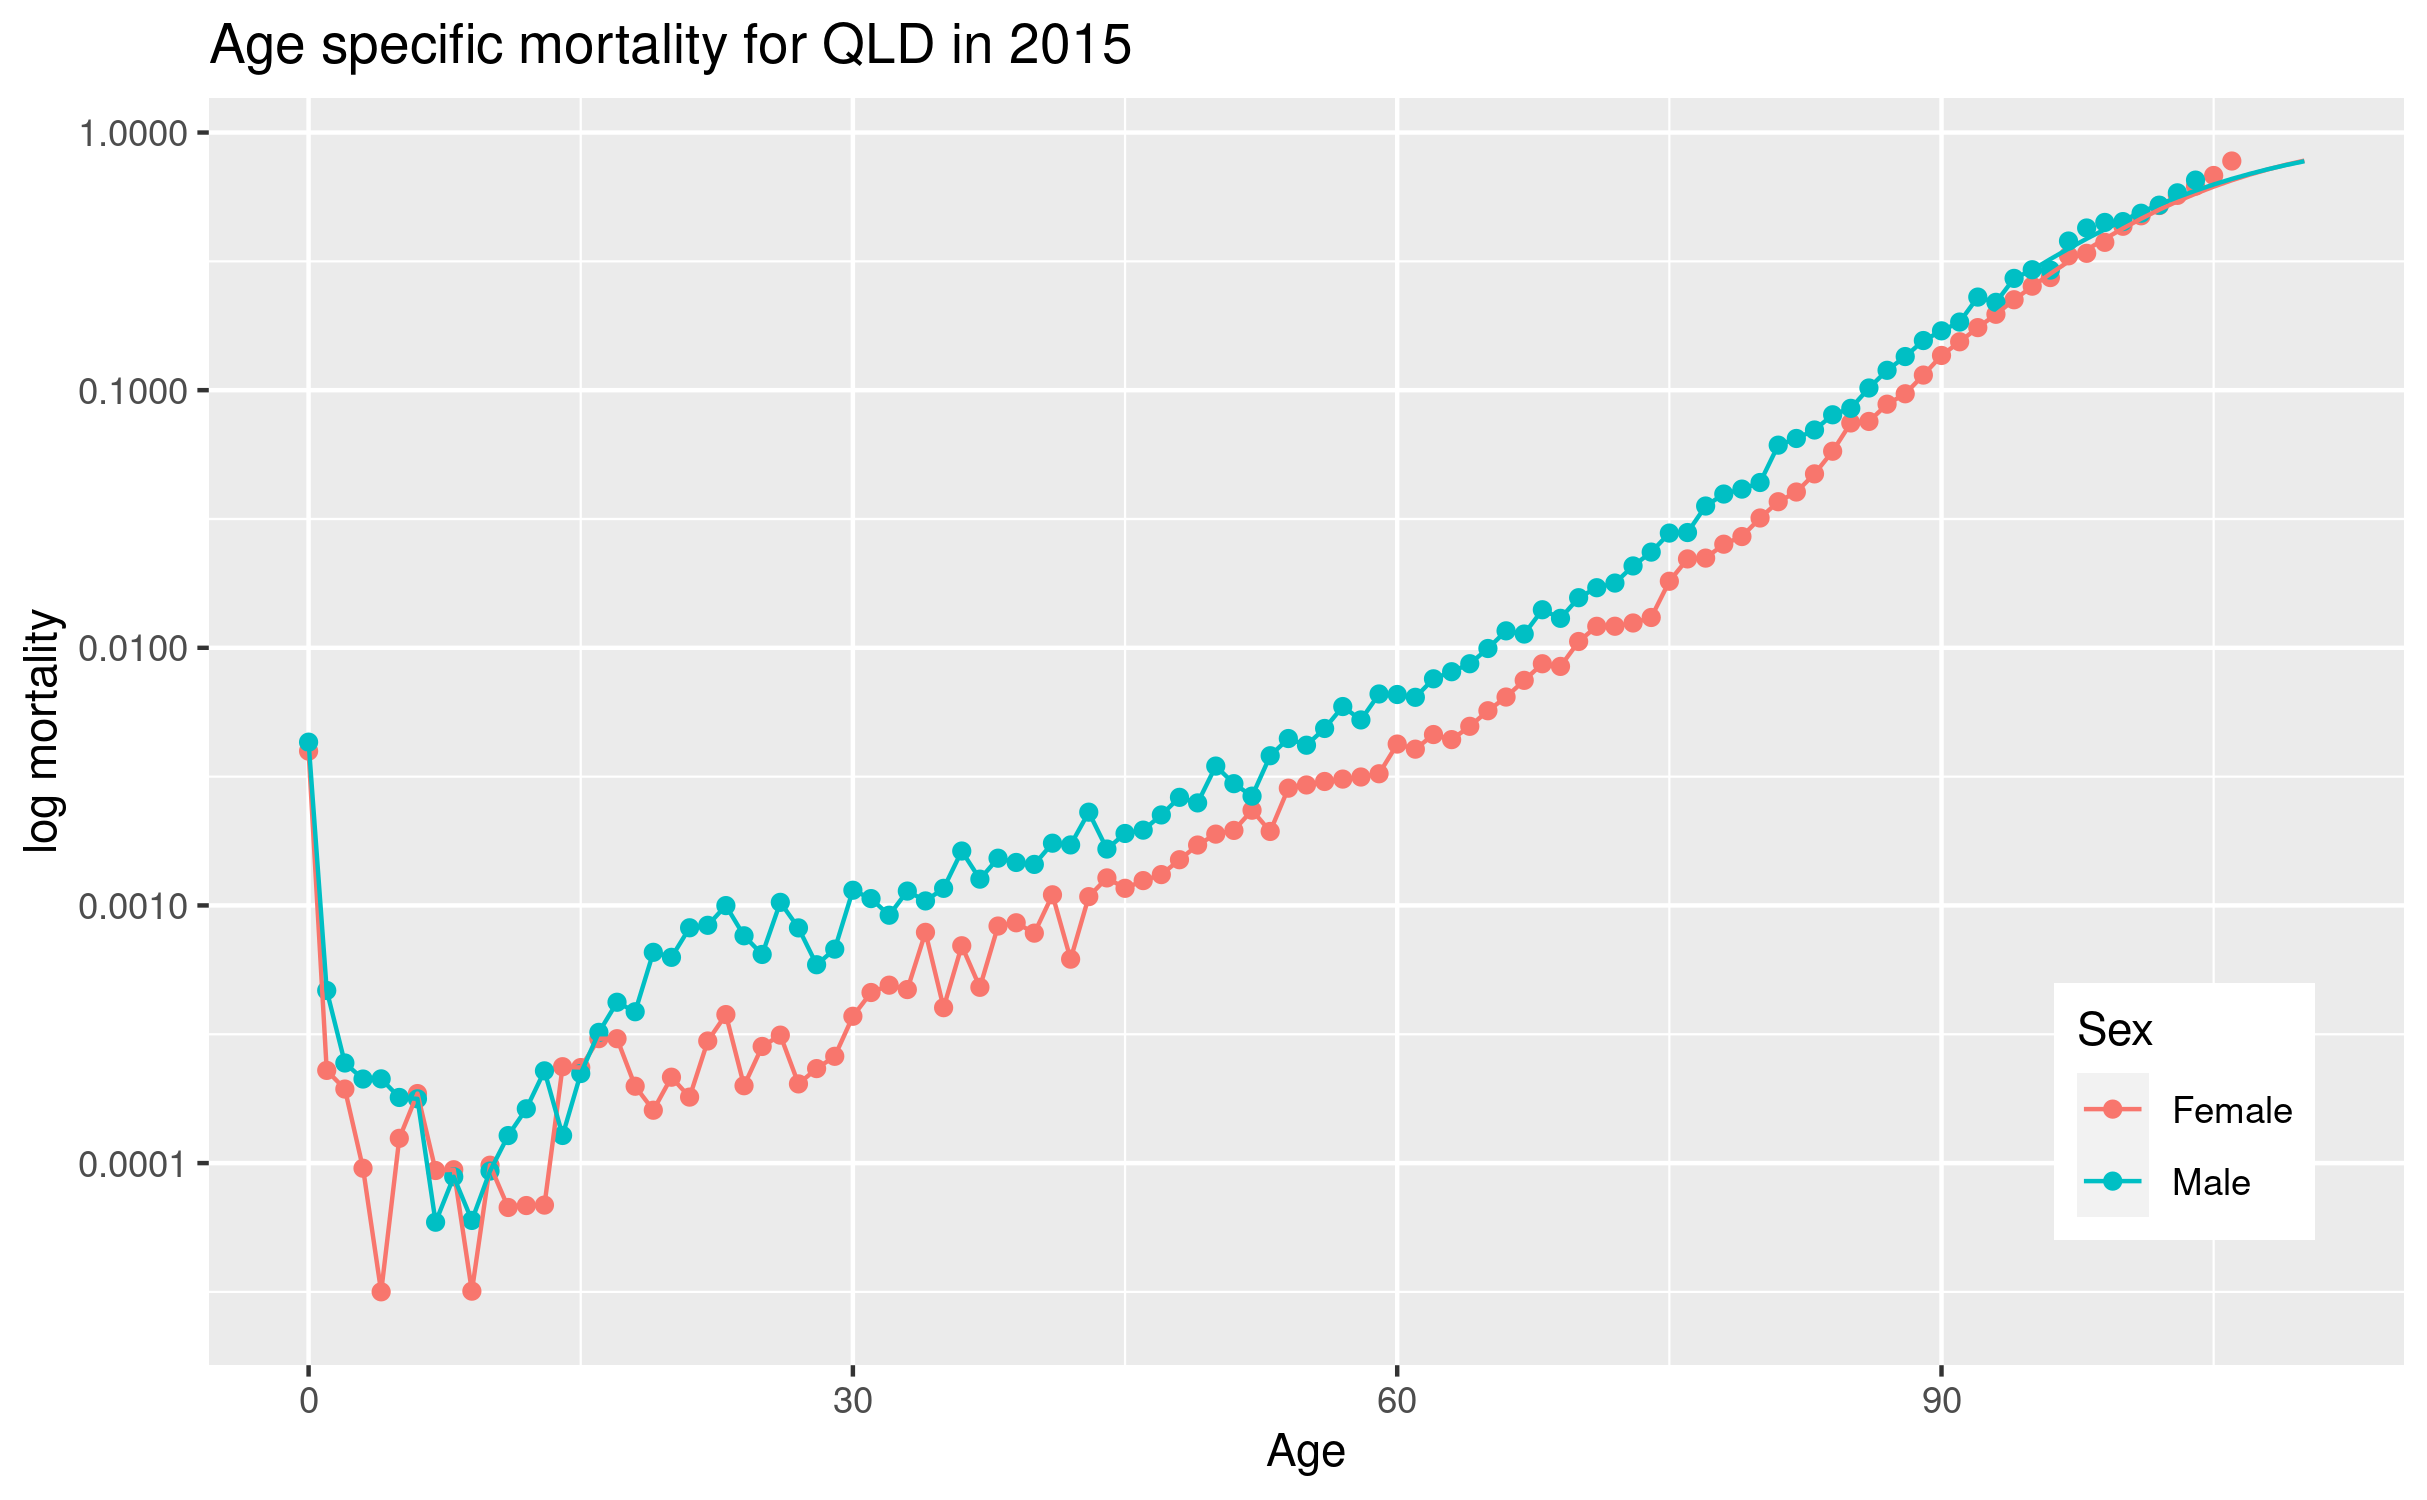 Age specific mortality for QLD in 2015
1.0000
0.1000
0.0100
0.0010
0.0001
log mortality
0 30 60 90
Age
Sex
Female
Male